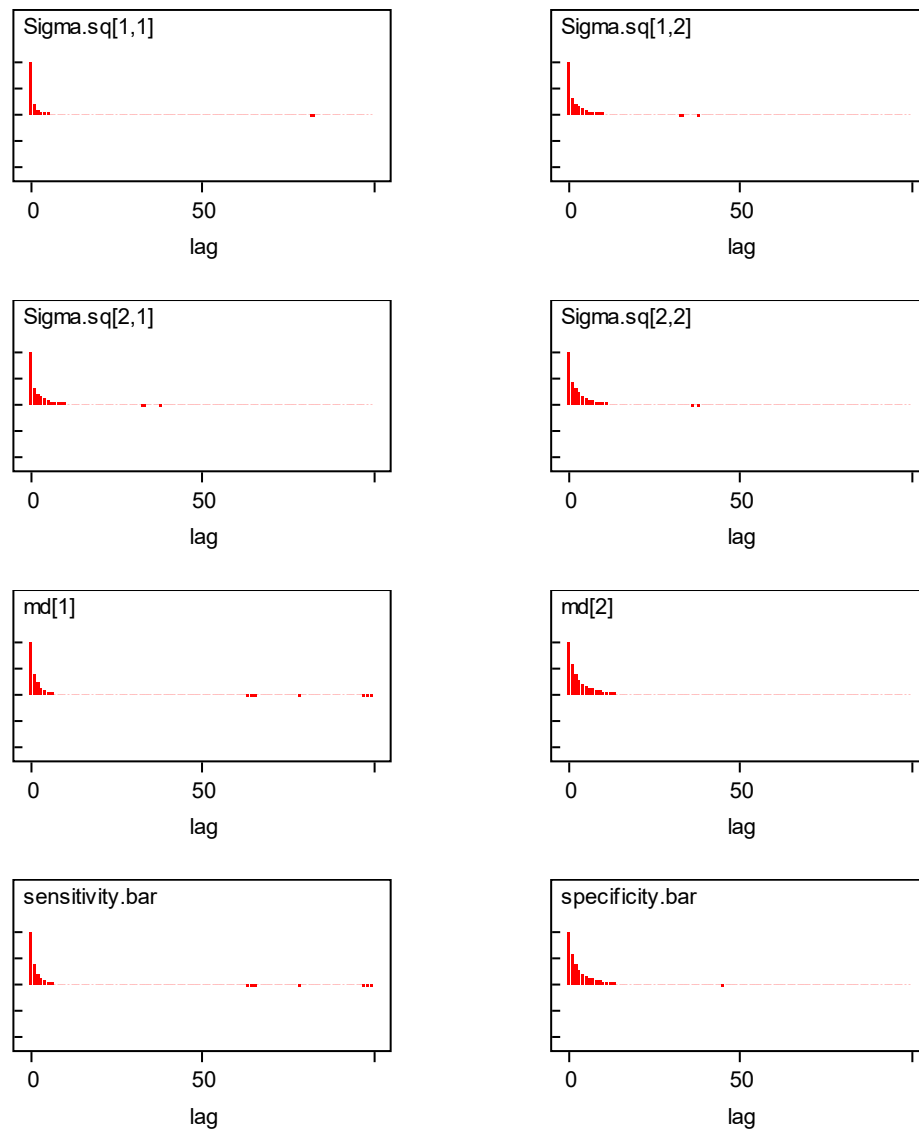 Sigma.sq[1,1]
0 50
lag
Sigma.sq[1,2]
0 50
lag
Sigma.sq[2,1]
0 50
lag
Sigma.sq[2,2]
0 50
lag
md[1]
0 50
lag
md[2]
0 50
lag
sensitivity.bar
0 50
lag
specificity.bar
0 50
lag